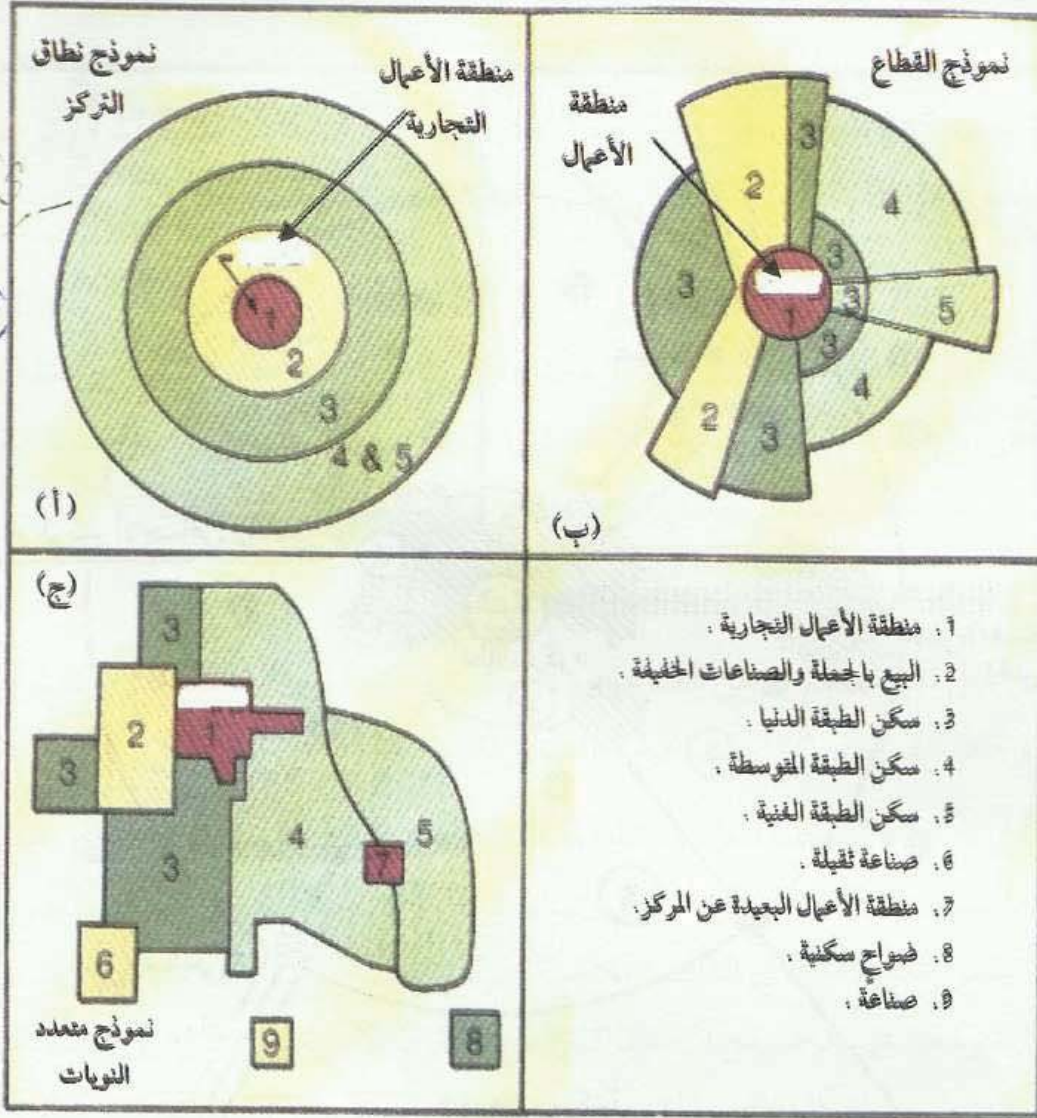 نموذج نطاق
التركز
منطقة الأعمال
التجارية
1
2
3
4 & 5
(أ)
نموذج القطاع
منطقة
الأعمال
3
2
4
3
3
3
5
1
3
4
2
3
(ب)
(ج)
3
2
1
3
4
5
3
7
6
9
8
نموذج متعدد
النويات
1. منطقة الأعمال التجارية .
2. البيع بالجملة والصناعات الخفيفة .
3. سكن الطبقة الدنيا .
4. سكن الطبقة المتوسطة .
5. سكن الطبقة الغنية .
6. صناعة ثقيلة .
7. منطقة الأعمال البعيدة عن المركز.
8. ضواحٍ سكنية .
9. صناعةً .